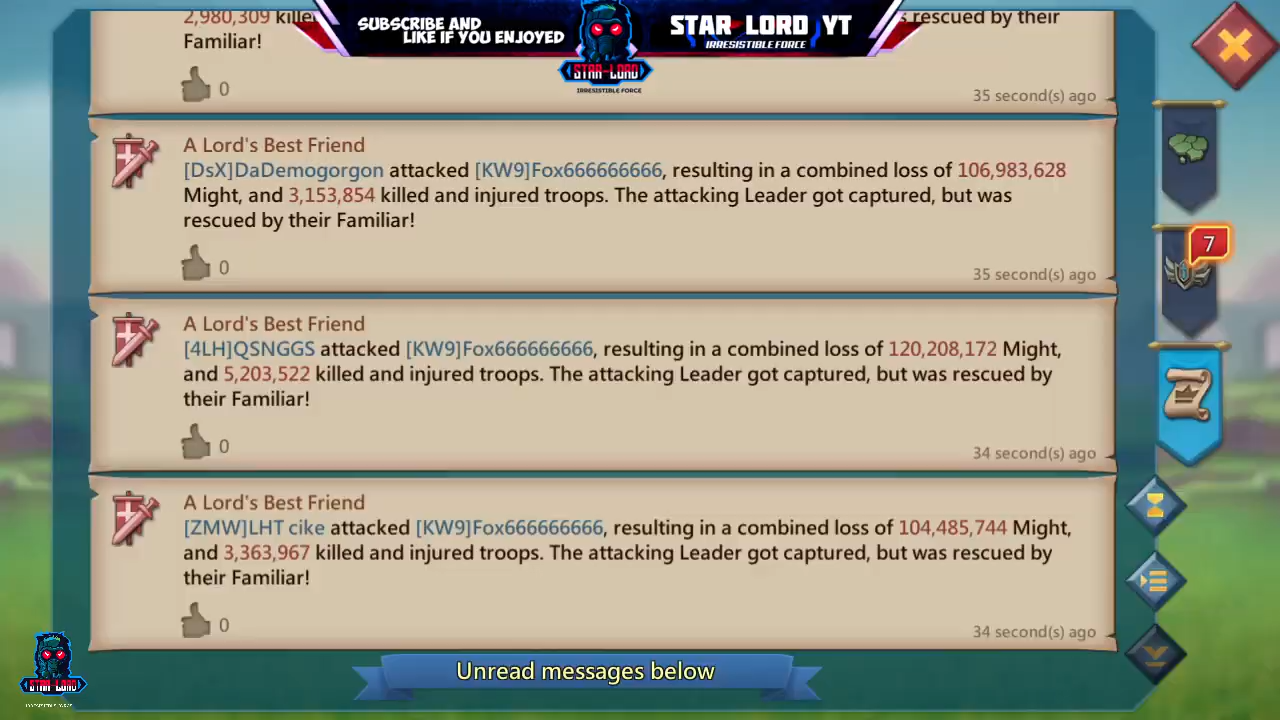 2,980,309 kille
SUBSCRIBE AND
LIKE IF YOU ENJOYED
STAR-LORD
IRRESISTIBLE FORCE
STAR LORD YT
IRRESISTIBLE FORCE
s rescued by their
Familiar!
0
35 second(s) ago
A Lord's Best Friend
[DsX]DaDemogorgon attacked [KW9]Fox666666666, resulting in a combined loss of 106,983,628
Might, and 3,153,854 killed and injured troops. The attacking Leader got captured, but was
rescued by their Familiar!
0
35 second(s) ago
7
A Lord's Best Friend
[4LH]QSNGGS attacked [KW9]Fox666666666, resulting in a combined loss of 120,208,172 Might,
and 5,203,522 killed and injured troops. The attacking Leader got captured, but was rescued by
their Familiar!
0
34 second(s) ago
A Lord's Best Friend
[ZMW]LHT cike attacked [KW9]Fox666666666, resulting in a combined loss of 104,485,744 Might,
and 3,363,967 killed and injured troops. The attacking Leader got captured, but was rescued by
their Familiar!
0
34 second(s) ago
Unread messages below
STAR-LORD
IRRESISTIBLE FORCE